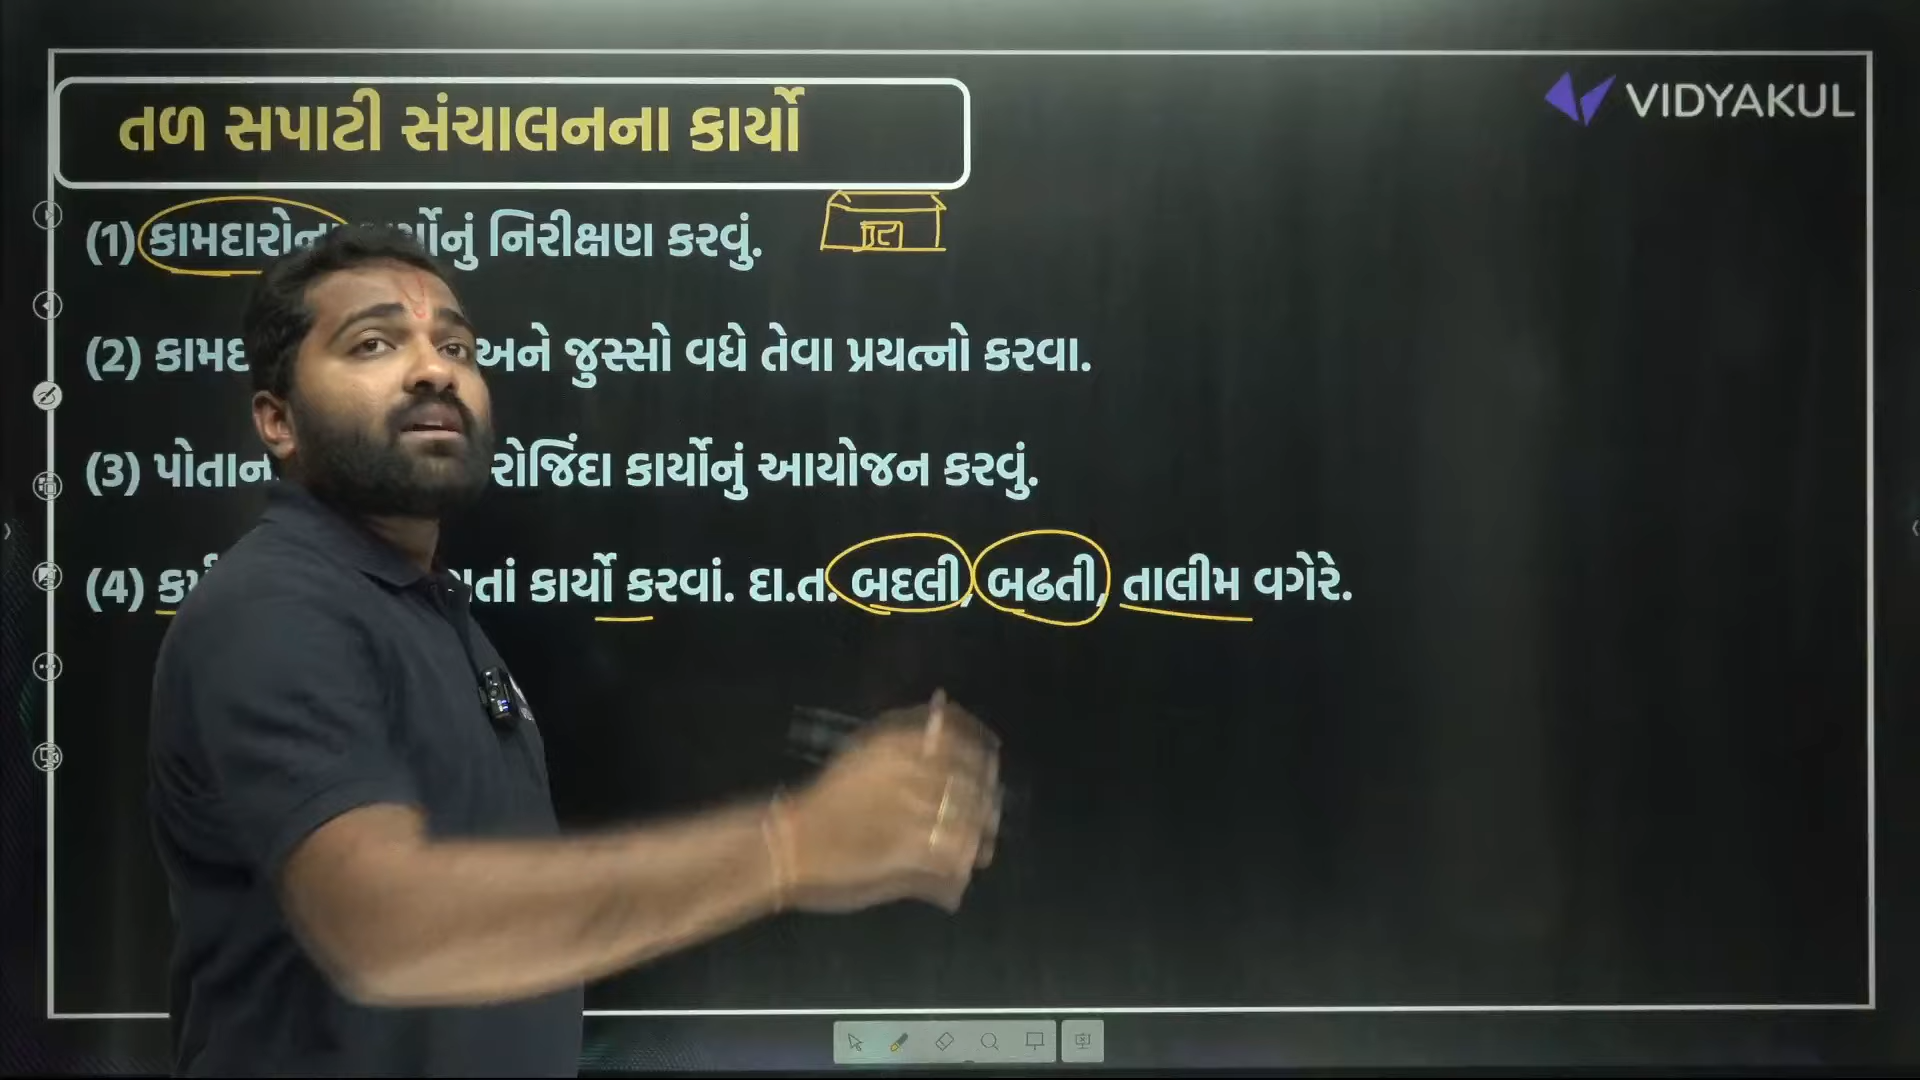 VIDYAKUL
તળ સપાટી સંચાલનના કાર્યો
(1) કામદારોના કાર્યોનું નિરીક્ષણ કરવું.
(2) અને જુસ્સો વધે તેવા પ્રયત્નો કરવા.
(3) રોજિંદા કાર્યોનું આયોજન કરવું.
(4) કાર્યો કરવાં. દા.ત. બદલી, બઢતી, તાલીમ વગેરે.